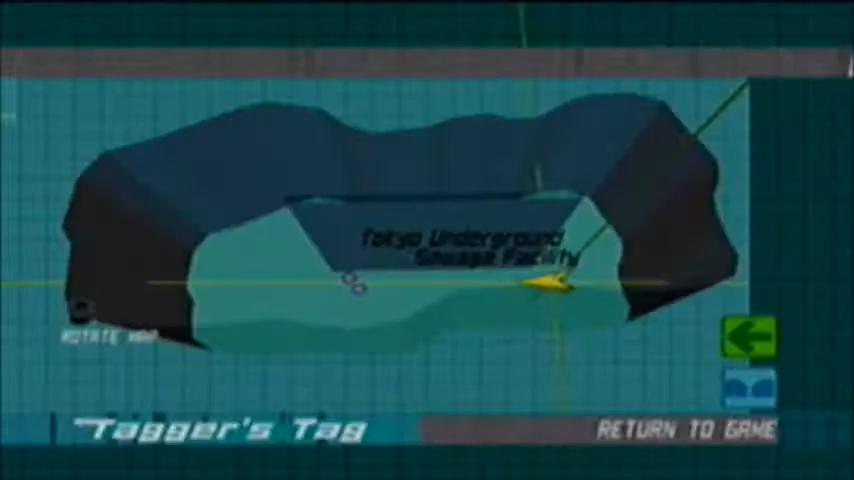 Tokyo Underground
Sewage Facility
ROTATE MAP
Tagger's Tag
RETURN TO GAME